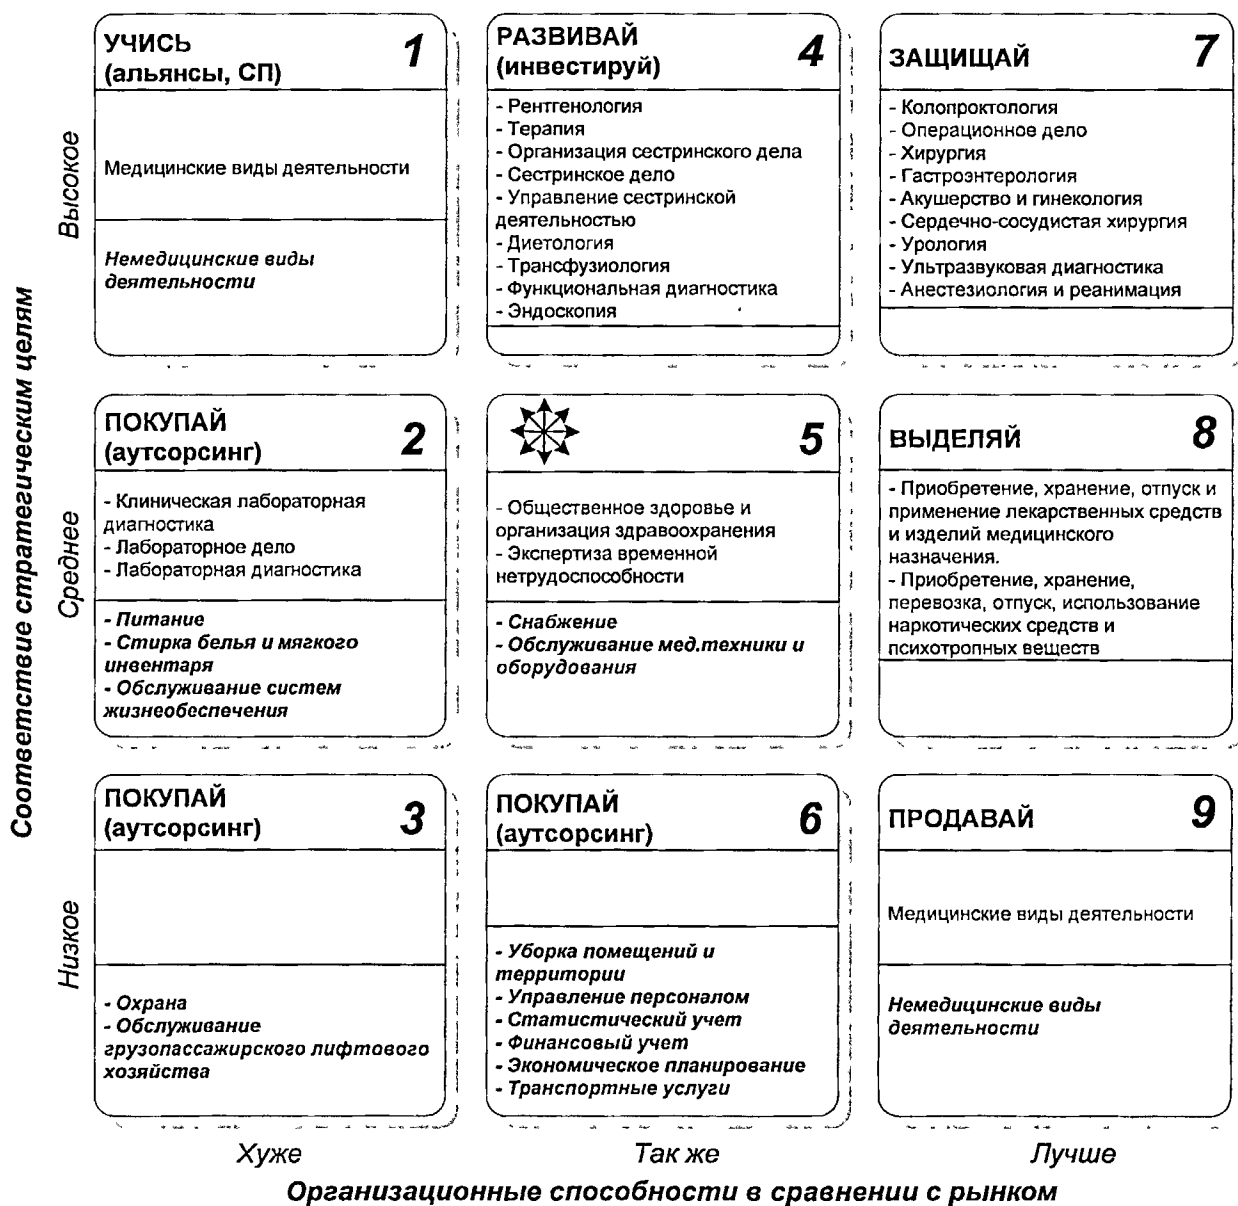 Соответствие стратегическим целям
Высокое
УЧИСЬ
(альянсы, СП)
1
Медицинские виды деятельности
Немедицинские виды
деятельности
РАЗВИВАЙ
(инвестируй)
4
- Рентгенология
- Терапия
- Организация сестринского дела
- Сестринское дело
- Управление сестринской
деятельностью
- Диетология
- Трансфузиология
- Функциональная диагностика
- Эндоскопия
ЗАЩИЩАЙ
7
- Колопроктология
- Операционное дело
- Хирургия
- Гастроэнтерология
- Акушерство и гинекология
- Сердечно-сосудистая хирургия
- Урология
- Ультразвуковая диагностика
- Анестезиология и реанимация
Среднее
ПОКУПАЙ
(аутсорсинг)
2
- Клиническая лабораторная
диагностика
- Лабораторное дело
- Лабораторная диагностика
- Питание
- Стирка белья и мягкого
инвентаря
- Обслуживание систем
жизнеобеспечения
5
- Общественное здоровье и
организация здравоохранения
- Экспертиза временной
нетрудоспособности
- Снабжение
- Обслуживание мед.техники и
оборудования
ВЫДЕЛЯЙ
8
- Приобретение, хранение, отпуск и
применение лекарственных средств
и изделий медицинского
назначения.
- Приобретение, хранение,
перевозка, отпуск, использование
наркотических средств и
психотропных веществ
Низкое
ПОКУПАЙ
(аутсорсинг)
3
- Охрана
- Обслуживание
грузопассажирского лифтового
хозяйства
ПОКУПАЙ
(аутсорсинг)
6
- Уборка помещений и
территории
- Управление персоналом
- Статистический учет
- Финансовый учет
- Экономическое планирование
- Транспортные услуги
ПРОДАВАЙ
9
Медицинские виды деятельности
Немедицинские виды
деятельности
Хуже
Так же
Лучше
Организационные способности в сравнении с рынком